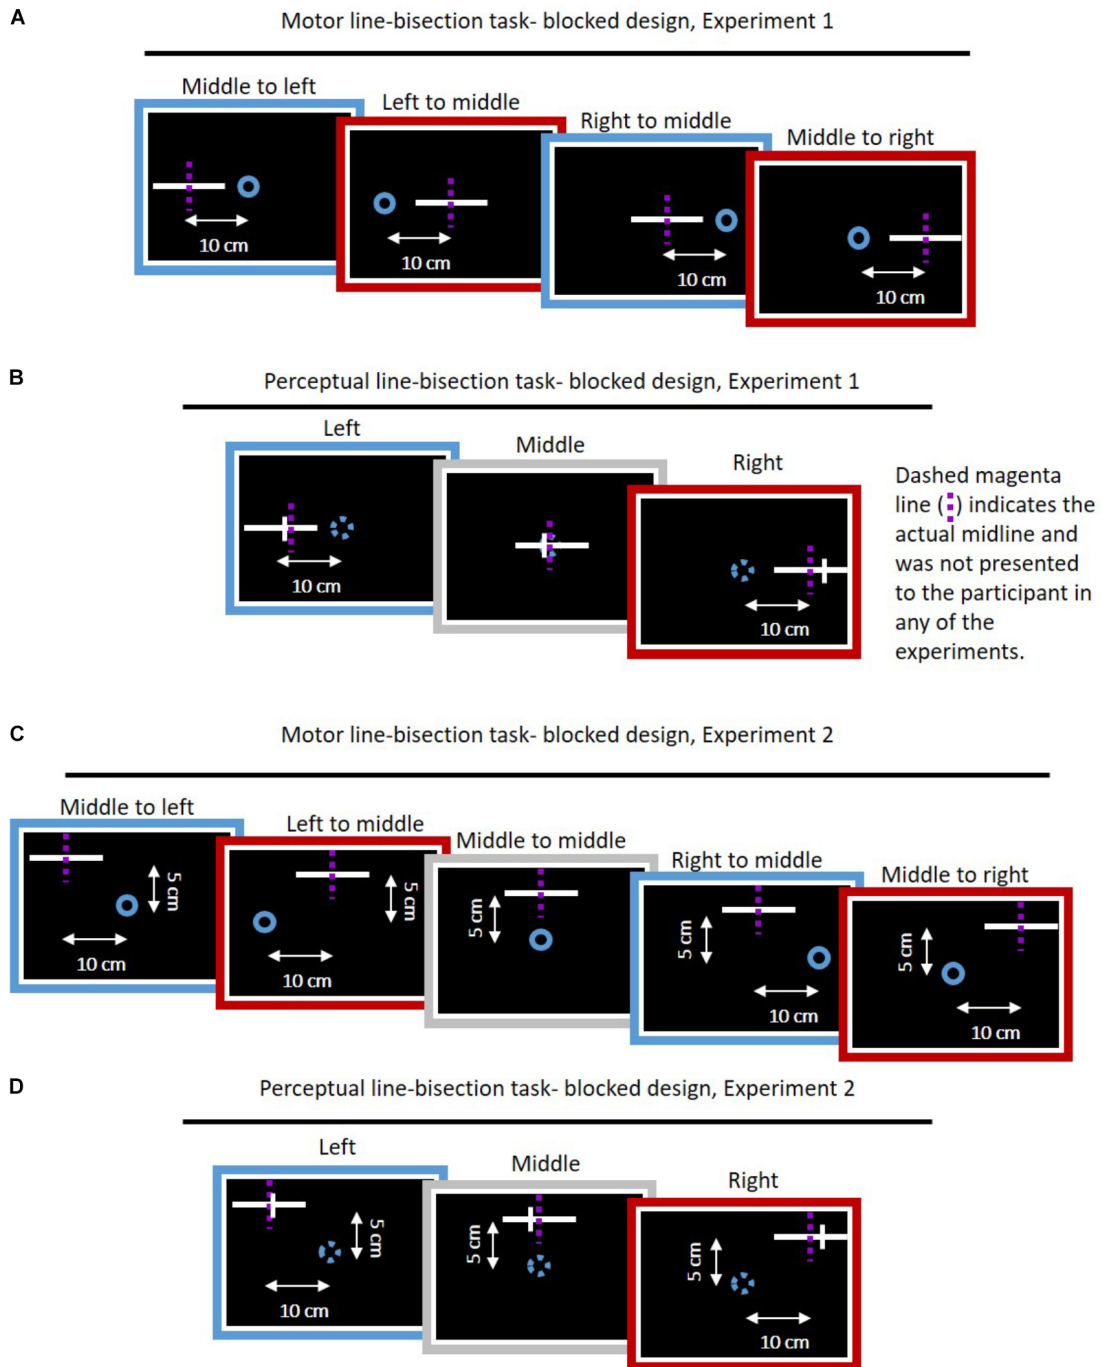 A
Motor line-bisection task- blocked design, Experiment 1
Middle to left
Left to middle
Right to middle
Middle to right
10 cm
10 cm
10 cm
10 cm
B
Perceptual line-bisection task- blocked design, Experiment 1
Left
Middle
Right
10 cm
10 cm
Dashed magenta
line ( ) indicates the
actual midline and
was not presented
to the participant in
any of the
experiments.
C
Motor line-bisection task- blocked design, Experiment 2
Middle to left
Left to middle
Middle to middle
Right to middle
Middle to right
5 cm
10 cm
5 cm
10 cm
5 cm
5 cm
10 cm
5 cm
10 cm
D
Perceptual line-bisection task- blocked design, Experiment 2
Left
Middle
Right
5 cm
10 cm
5 cm
5 cm
10 cm